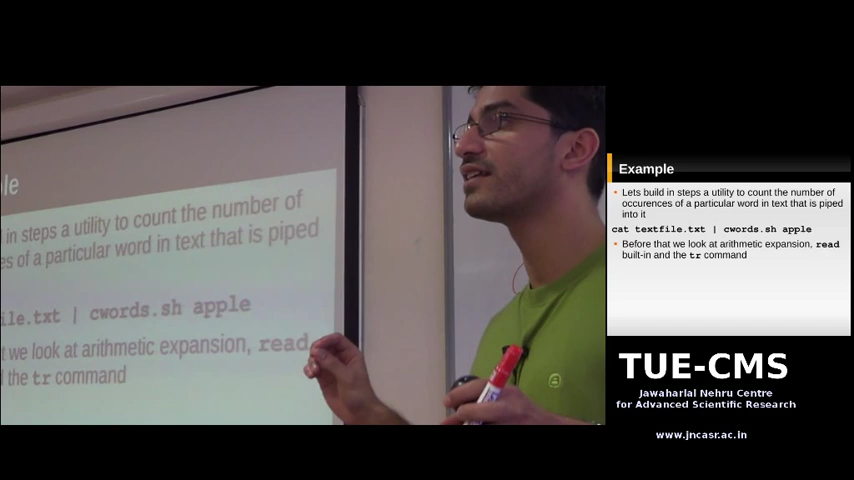 le
in steps a utility to count the number of
es of a particular word in text that is piped
ile.txt | cwords.sh apple
t we look at arithmetic expansion, read
the tr command
Example
Lets build in steps a utility to count the number of
occurences of a particular word in text that is piped
into it
cat textfile.txt | cwords.sh apple
Before that we look at arithmetic expansion, read
built-in and the tr command
TUE-CMS
Jawaharlal Nehru Centre
for Advanced Scientific Research
www.jncasr.ac.in